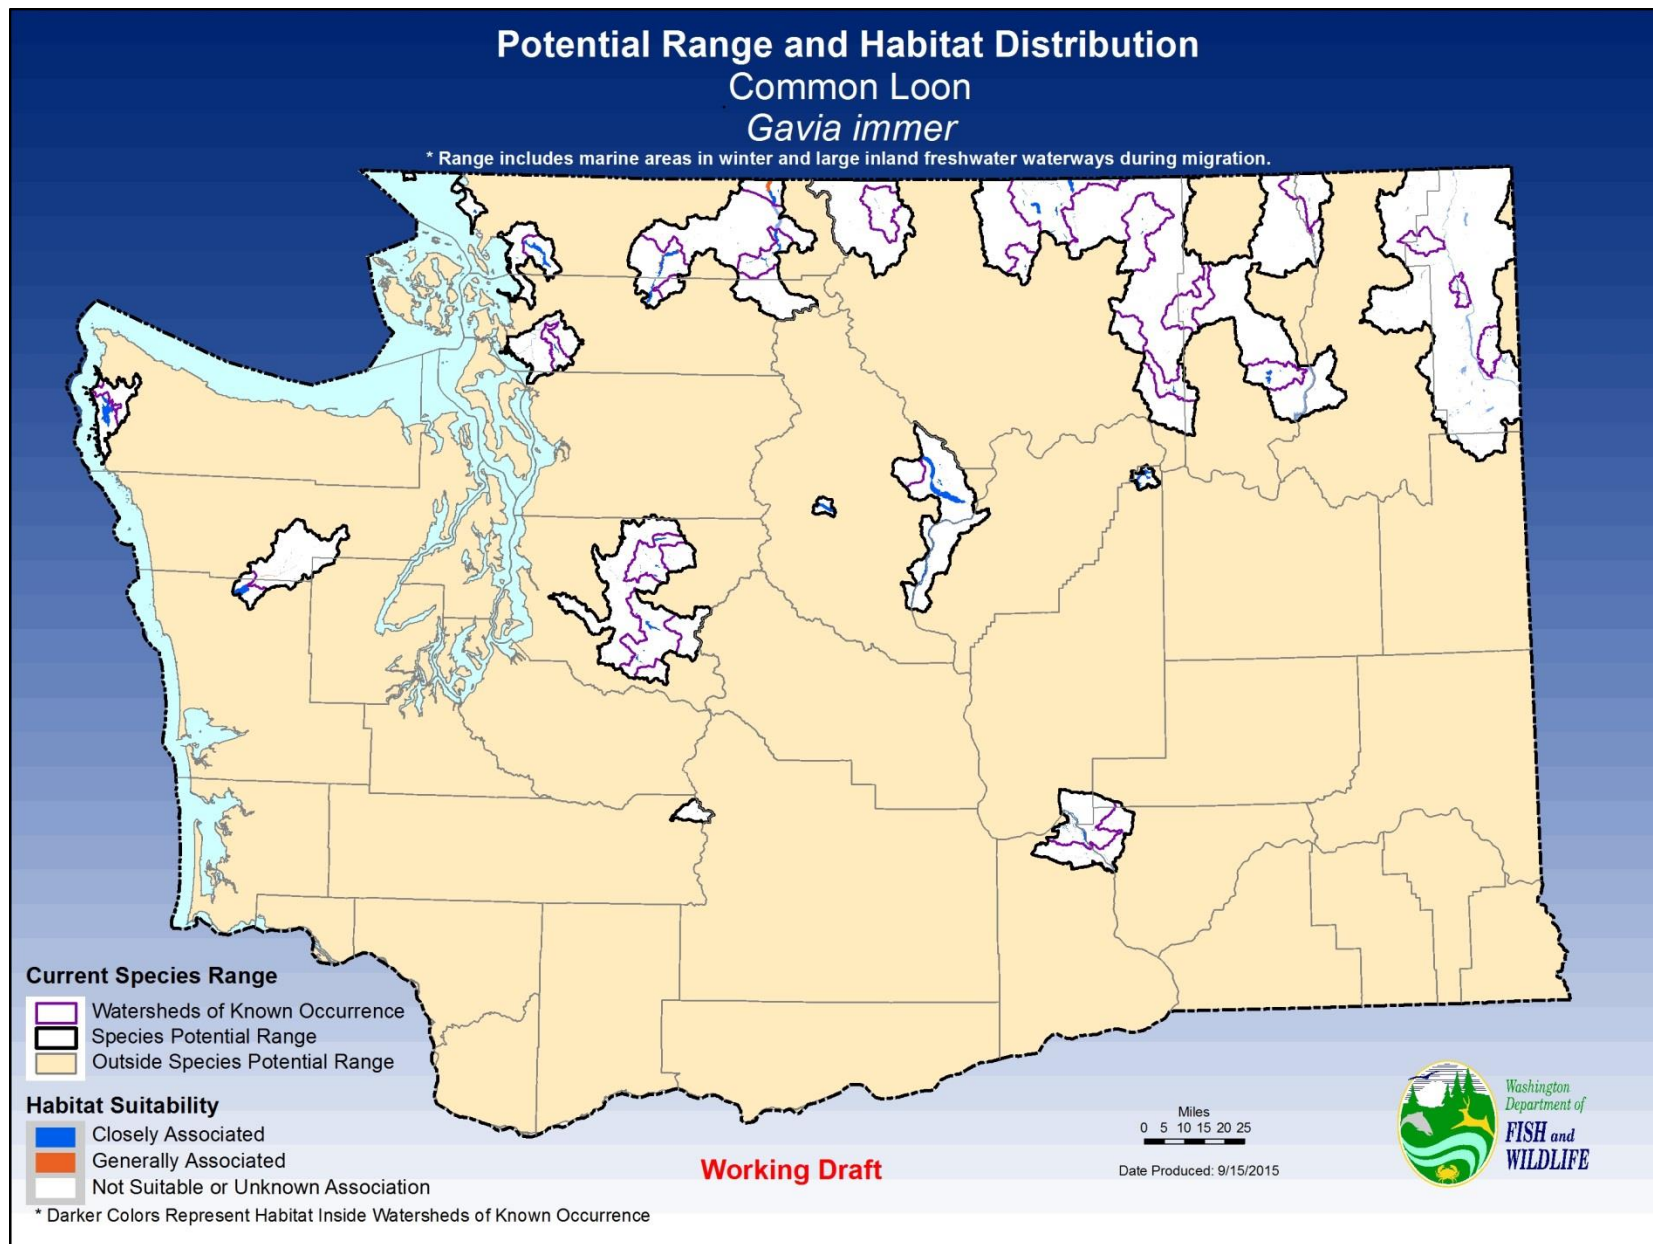 Potential Range and Habitat Distribution
Common Loon
Gavia immer
* Range includes marine areas in winter and large inland freshwater waterways during migration.
Current Species Range
Watersheds of Known Occurrence
Species Potential Range
Outside Species Potential Range
Habitat Suitability
Closely Associated
Generally Associated
Not Suitable or Unknown Association
* Darker Colors Represent Habitat Inside Watersheds of Known Occurrence
Working Draft
Miles
0 5 10 15 20 25
Date Produced: 9/15/2015
Washington
Department of
FISH and
WILDLIFE